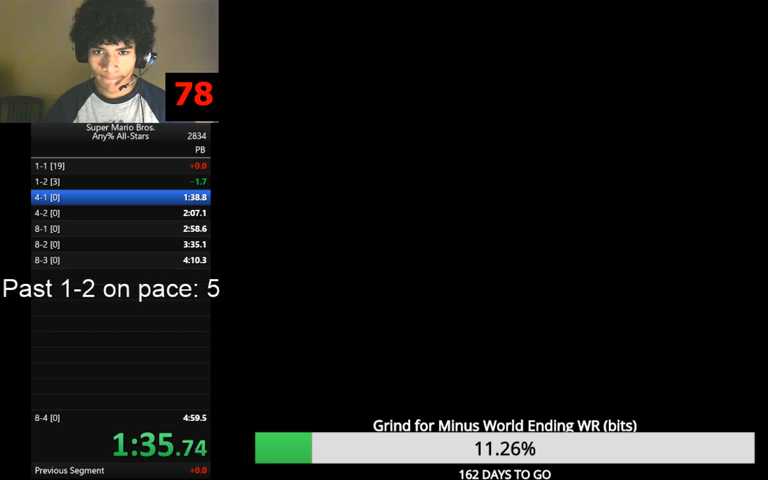 78
Super Mario Bros.
Any% All-Stars 2834
PB
1-1 [19] +0.0
1-2 [3] −1.7
4-1 [0] 1:38.8
4-2 [0] 2:07.1
8-1 [0] 2:58.6
8-2 [0] 3:35.1
8-3 [0] 4:10.3
Past 1-2 on pace: 5
8-4 [0] 4:59.5
1:35.74
Previous Segment +0.0
Grind for Minus World Ending WR (bits)
11.26%
162 DAYS TO GO